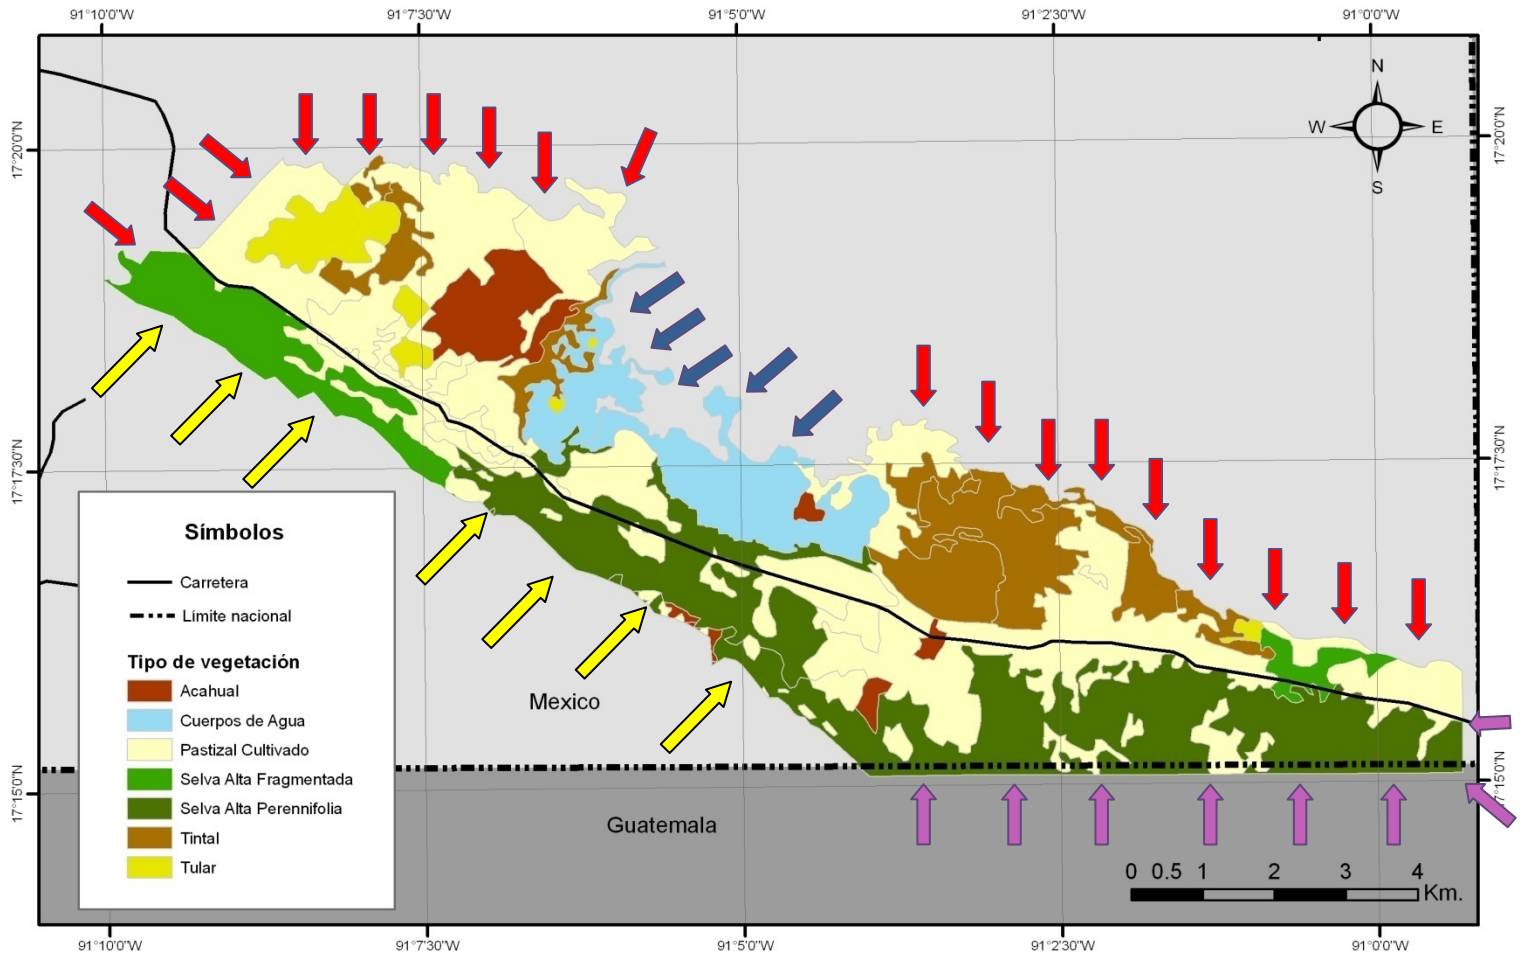 91°10'0"W 91°7'30"W 91°5'0"W 91°2'30"W 91°0'0"W
N
W E
S
17°20'0"N 17°20'0"N
17°17'30"N 17°17'30"N
Símbolos
Carretera
Limite nacional
Tipo de vegetación
Acahual
Cuerpos de Agua
Pastizal Cultivado
Selva Alta Fragmentada
Selva Alta Perennifolia
Tintal
Tular
Mexico
17°15'0"N 17°15'0"N
Guatemala
0 0.5 1 2 3 4
Km.
91°10'0"W 91°7'30"W 91°5'0"W 91°2'30"W 91°0'0"W